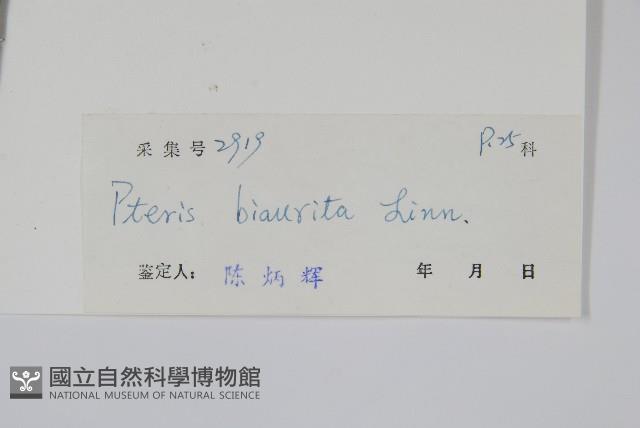 采集号 2919 P.25 科
Pteris biaurita Linn.
鉴定人: 陈炳辉 年 月 日
國立自然科學博物館
NATIONAL MUSEUM OF NATURAL SCIENCE